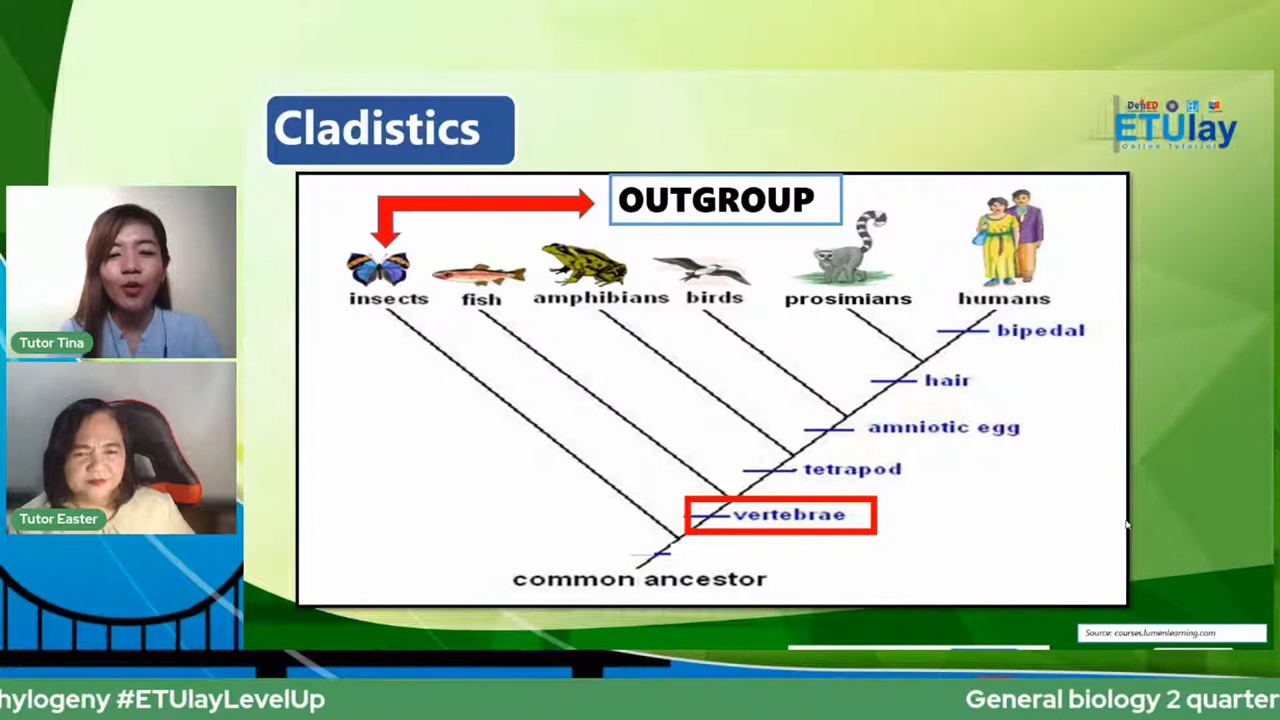 Cladistics
DepED
ETUlay
Online Tutorial
OUTGROUP
insects
fish
amphibians
birds
prosimians
humans
bipedal
hair
amniotic egg
tetrapod
vertebrae
common ancestor
Tutor Tina
Tutor Easter
Source: courses.lumenlearning.com
hylogeny #ETUlayLevelUp
General biology 2 quarter